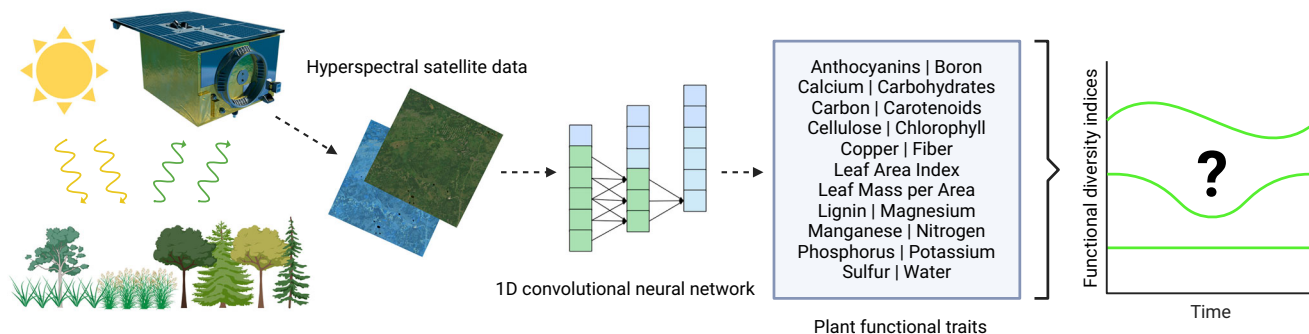 Hyperspectral satellite data
1D convolutional neural network
Anthocyanins | Boron
Calcium | Carbohydrates
Carbon | Carotenoids
Cellulose | Chlorophyll
Copper | Fiber
Leaf Area Index
Leaf Mass per Area
Lignin | Magnesium
Manganese | Nitrogen
Phosphorus | Potassium
Sulfur | Water
Plant functional traits
Functional diversity indices
?
Time